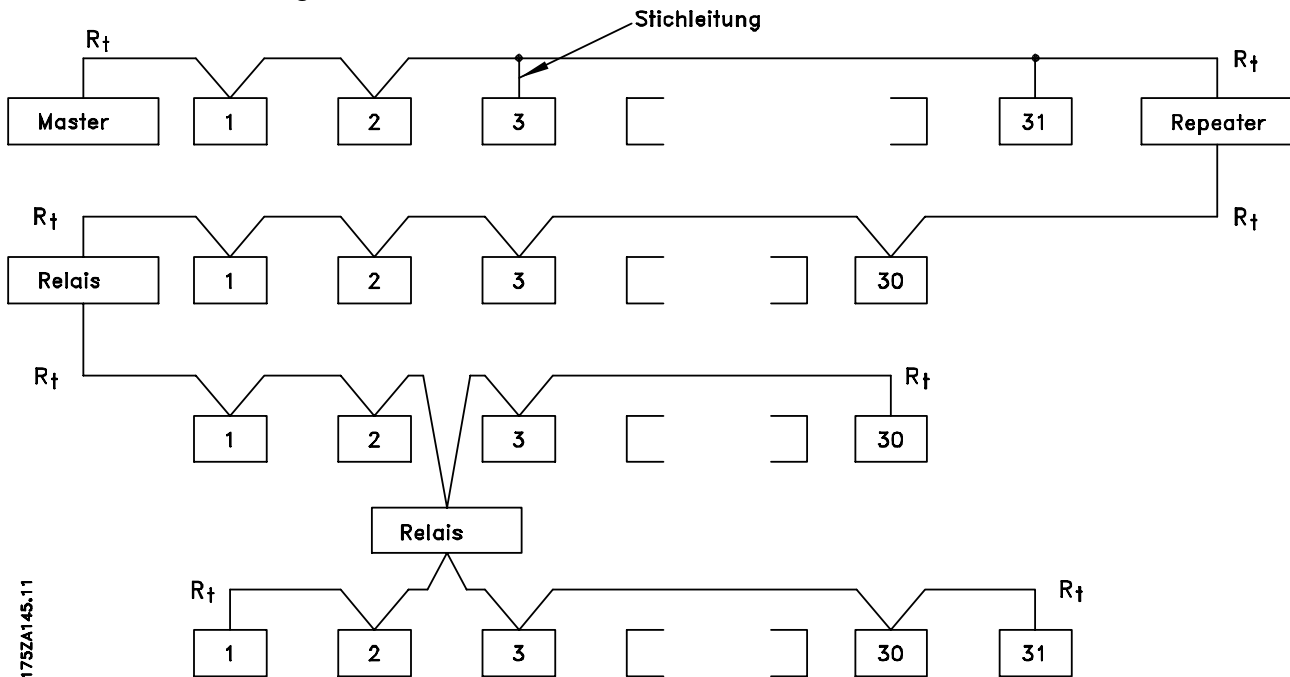 Stichleitung
Rt Rt
Master 1 2 3 31 Repeater
Rt Rt
Relais 1 2 3 30
Rt Rt
1 2 3 30
Relais
Rt Rt
1 2 3 30 31
175ZA145.11